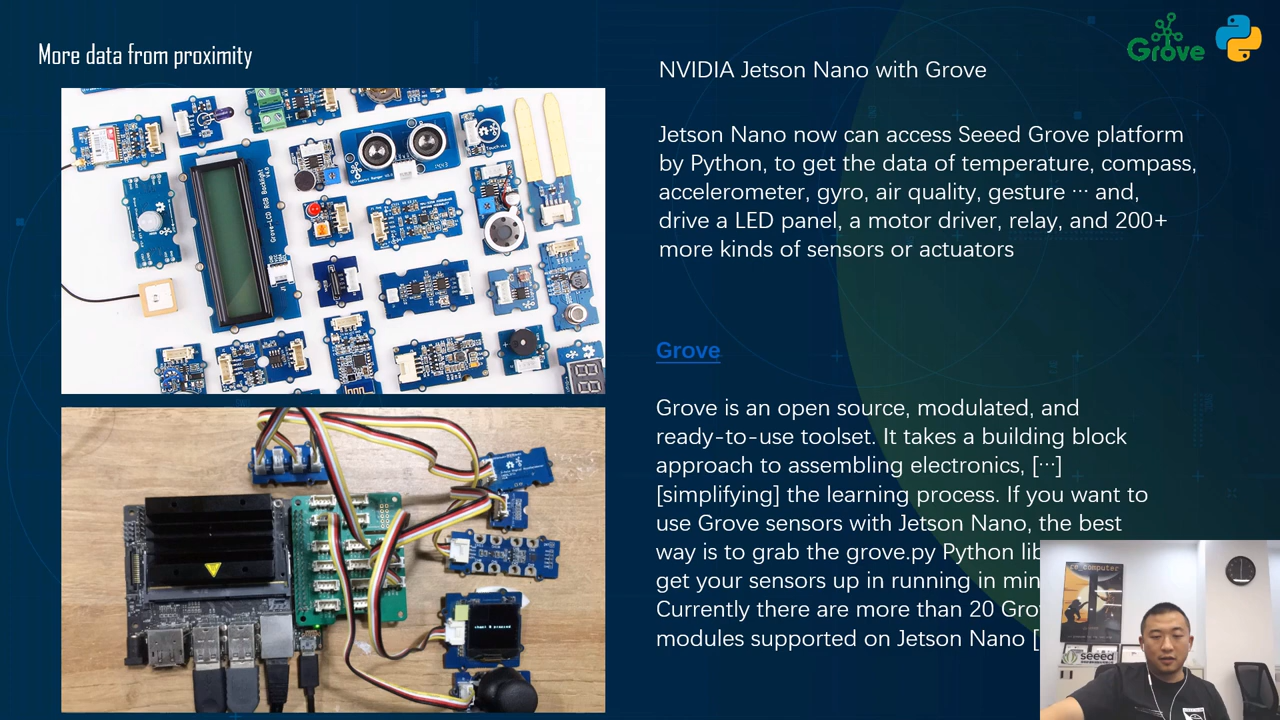 More data from proximity
Grove
NVIDIA Jetson Nano with Grove
Jetson Nano now can access Seeed Grove platform
by Python, to get the data of temperature, compass,
accelerometer, gyro, air quality, gesture ··· and,
drive a LED panel, a motor driver, relay, and 200+
more kinds of sensors or actuators
Grove
Grove is an open source, modulated, and
ready-to-use toolset. It takes a building block
approach to assembling electronics, [···]
[simplifying] the learning process. If you want to
use Grove sensors with Jetson Nano, the best
way is to grab the grove.py Python
get your sensors up in running in
Currently there are more than 20
modules supported on Jetson Nano [
Grove-LCD RGB Backlight
seeed